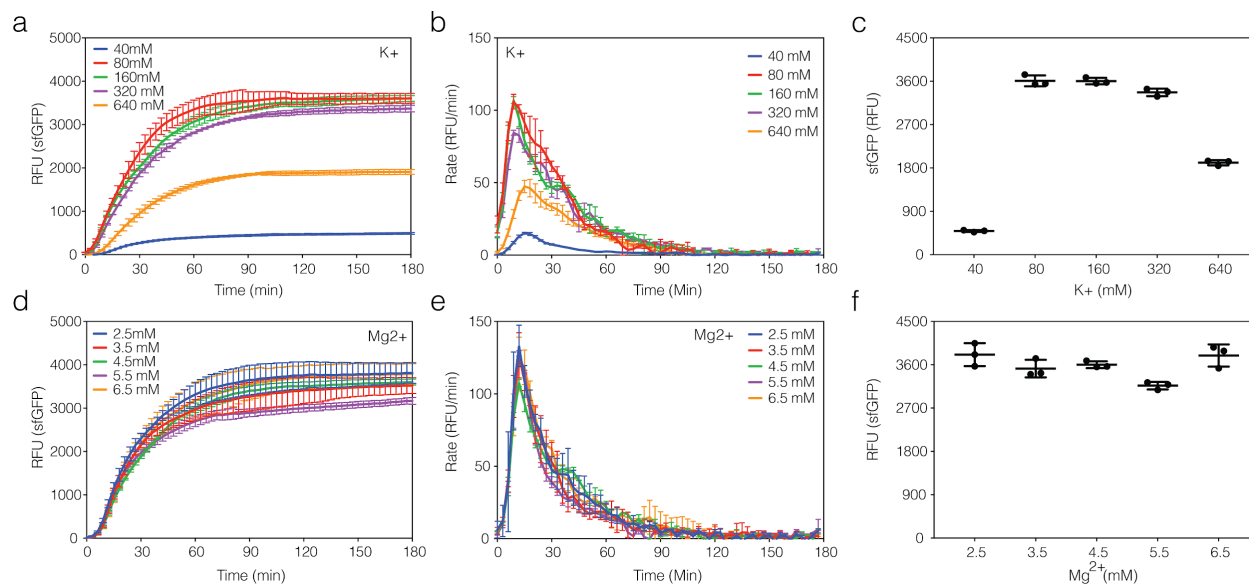 a
5000
4000
3000
2000
1000
0
RFU (sfGFP)
K+
40mM
80mM
160mM
320 mM
640 mM
0 30 60 90 120 150 180
Time (min)
b
150
100
50
0
Rate (RFU/min)
K+
40 mM
80 mM
160 mM
320 mM
640 mM
0 30 60 90 120 150 180
Time (Min)
c
4500
3600
2700
1800
900
0
sfGFP (RFU)
40 80 160 320 640
K+ (mM)
d
5000
4000
3000
2000
1000
0
RFU (sfGFP)
Mg2+
2.5mM
3.5 mM
4.5mM
5.5 mM
6.5 mM
0 30 60 90 120 150 180
Time (min)
e
150
100
50
0
Rate (RFU/min)
Mg2+
2.5 mM
3.5 mM
4.5 mM
5.5 mM
6.5 mM
0 30 60 90 120 150 180
Time (Min)
f
4500
3600
2700
1800
900
0
RFU (sfGFP)
2.5 3.5 4.5 5.5 6.5
Mg2+(mM)